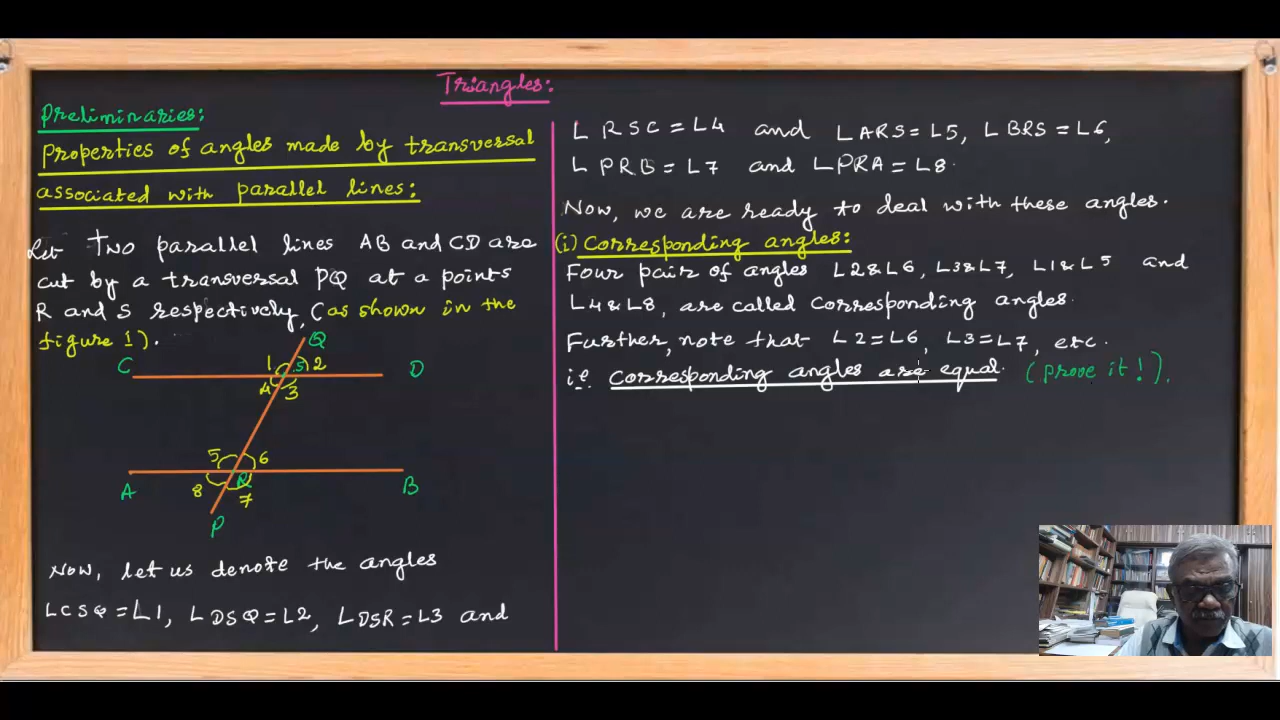 Triangles:
Preliminaries:
Properties of angles made by transversal
associated with parallel lines:
Let Two parallel lines AB and CD are
cut by a transversal PQ at a points
R and S respectively, (as shown in the
figure 1).
Q
C 1 S 2 D
4 3
5 6
A 8 R 7 B
P
Now, let us denote the angles
∠CSQ = ∠1, ∠DSQ = ∠2, ∠DSR = ∠3 and
∠RSC = ∠4 and ∠ARS = ∠5, ∠BRS = ∠6,
∠PRB = ∠7 and ∠PRA = ∠8.
Now, we are ready to deal with these angles.
(i) Corresponding angles:
Four pair of angles ∠2&∠6, ∠3&∠7, ∠1&∠5 and
∠4&∠8, are called Corresponding angles.
Further, note that ∠2=∠6, ∠3=∠7, etc.
i.e. Corresponding angles are equal. (prove it!).